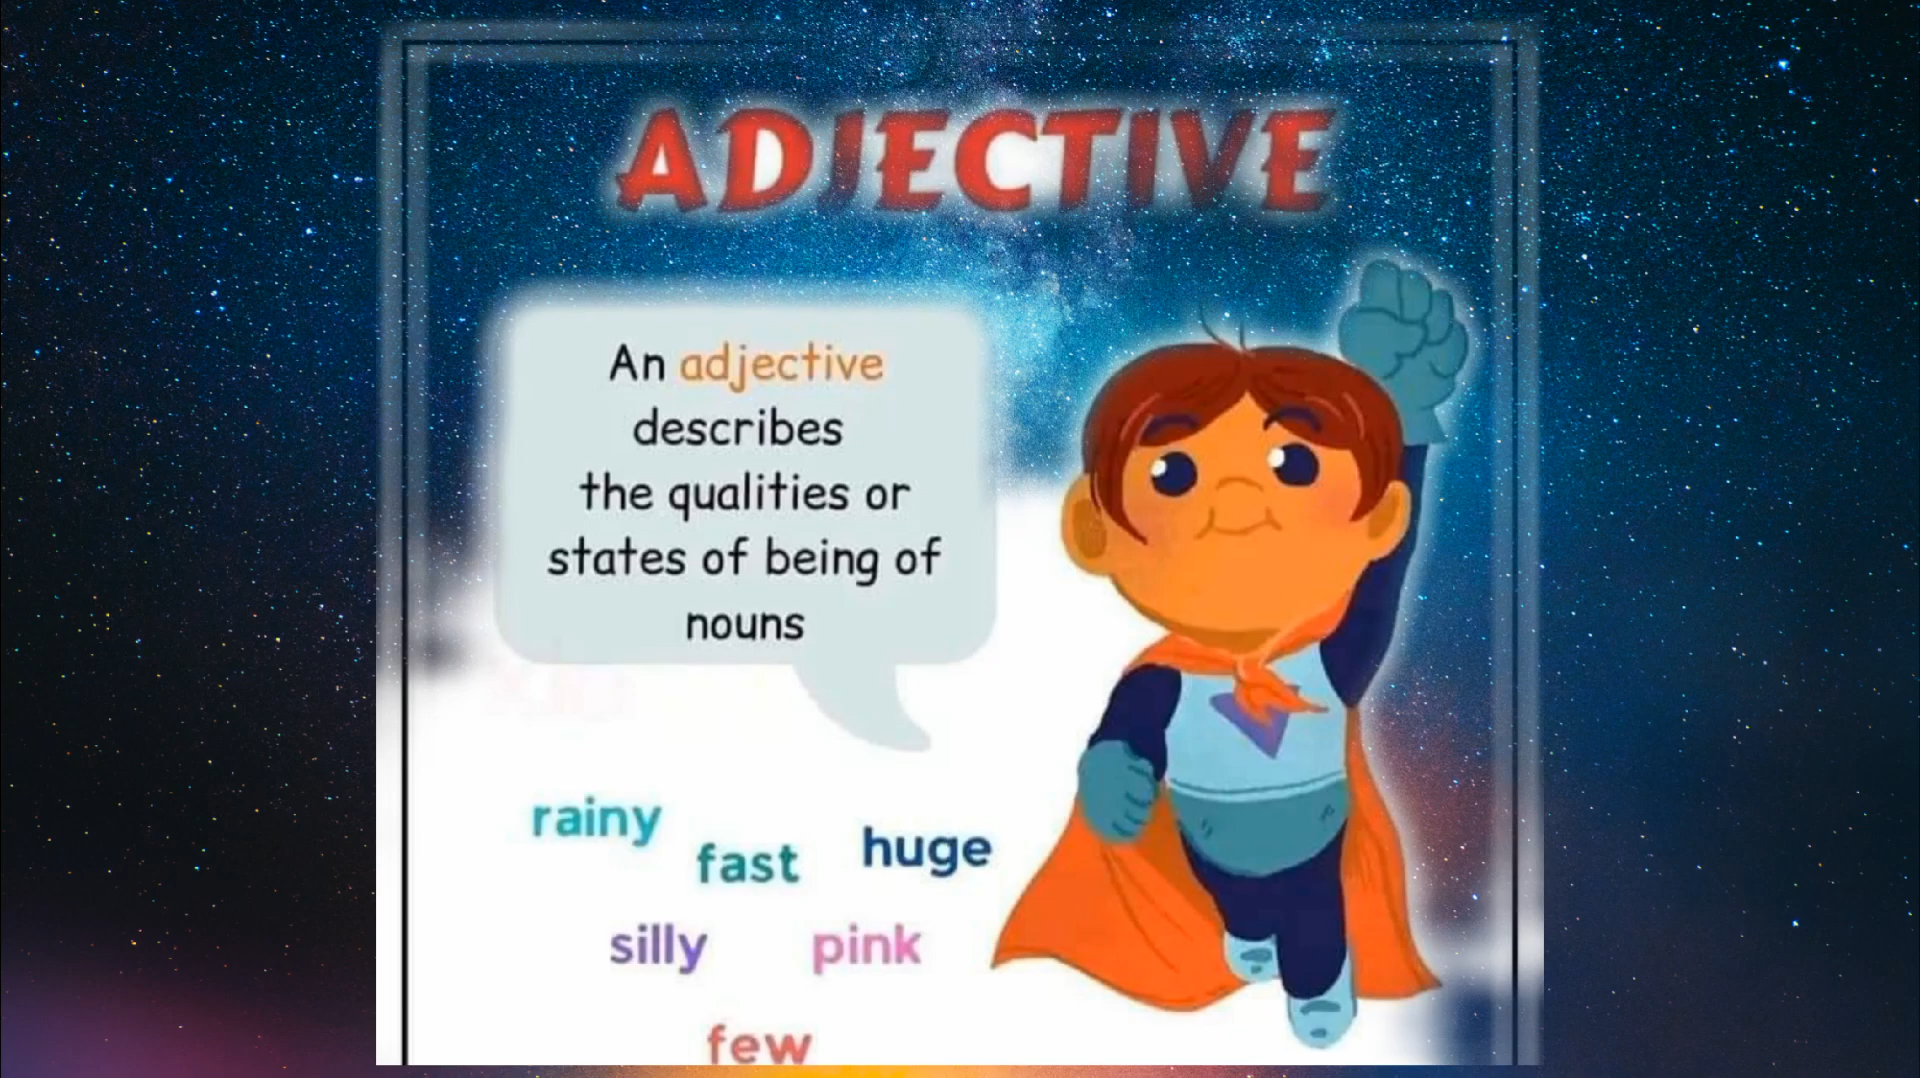 ADJECTIVE
An adjective
describes
the qualities or
states of being of
nouns
rainy
fast
huge
silly
pink
few